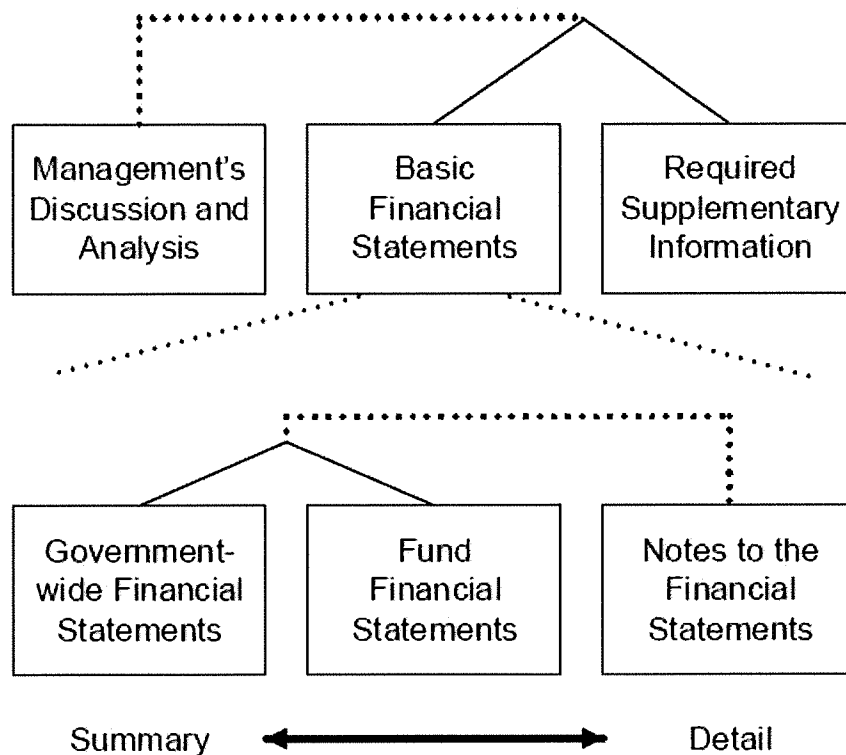 Management's
Discussion and
Analysis
Basic
Financial
Statements
Required
Supplementary
Information
Government-
wide Financial
Statements
Fund
Financial
Statements
Notes to the
Financial
Statements
Summary
Detail